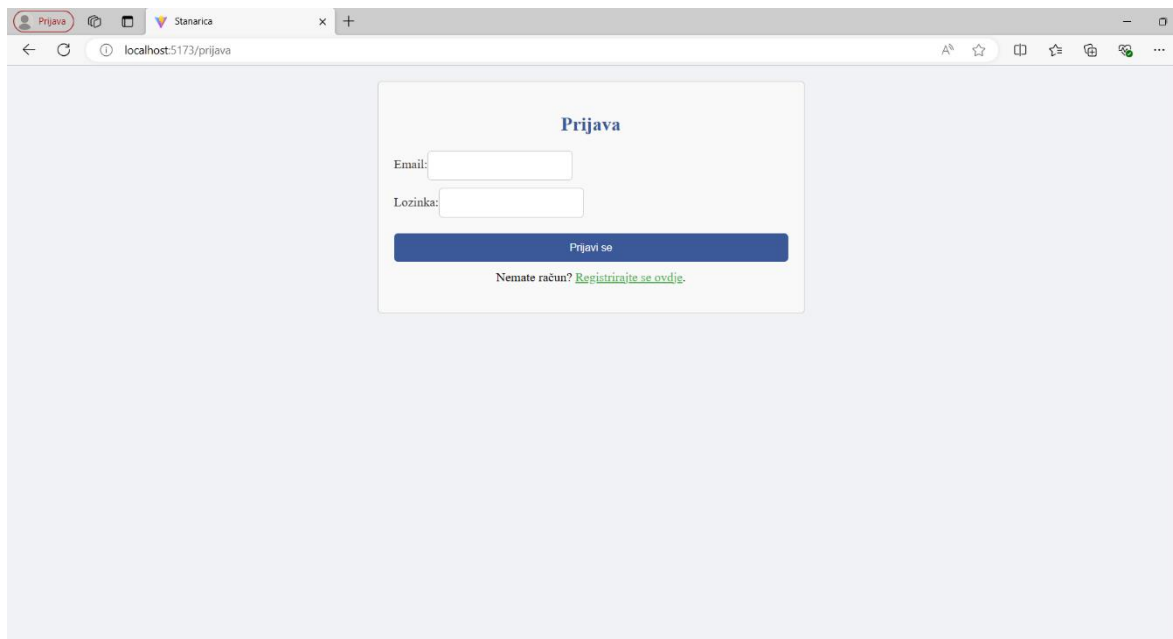 Prijava
Stanarica
localhost:5173/prijava
Prijava
Email:
Lozinka:
Prijavi se
Nemate račun? Registrirajte se ovdje.